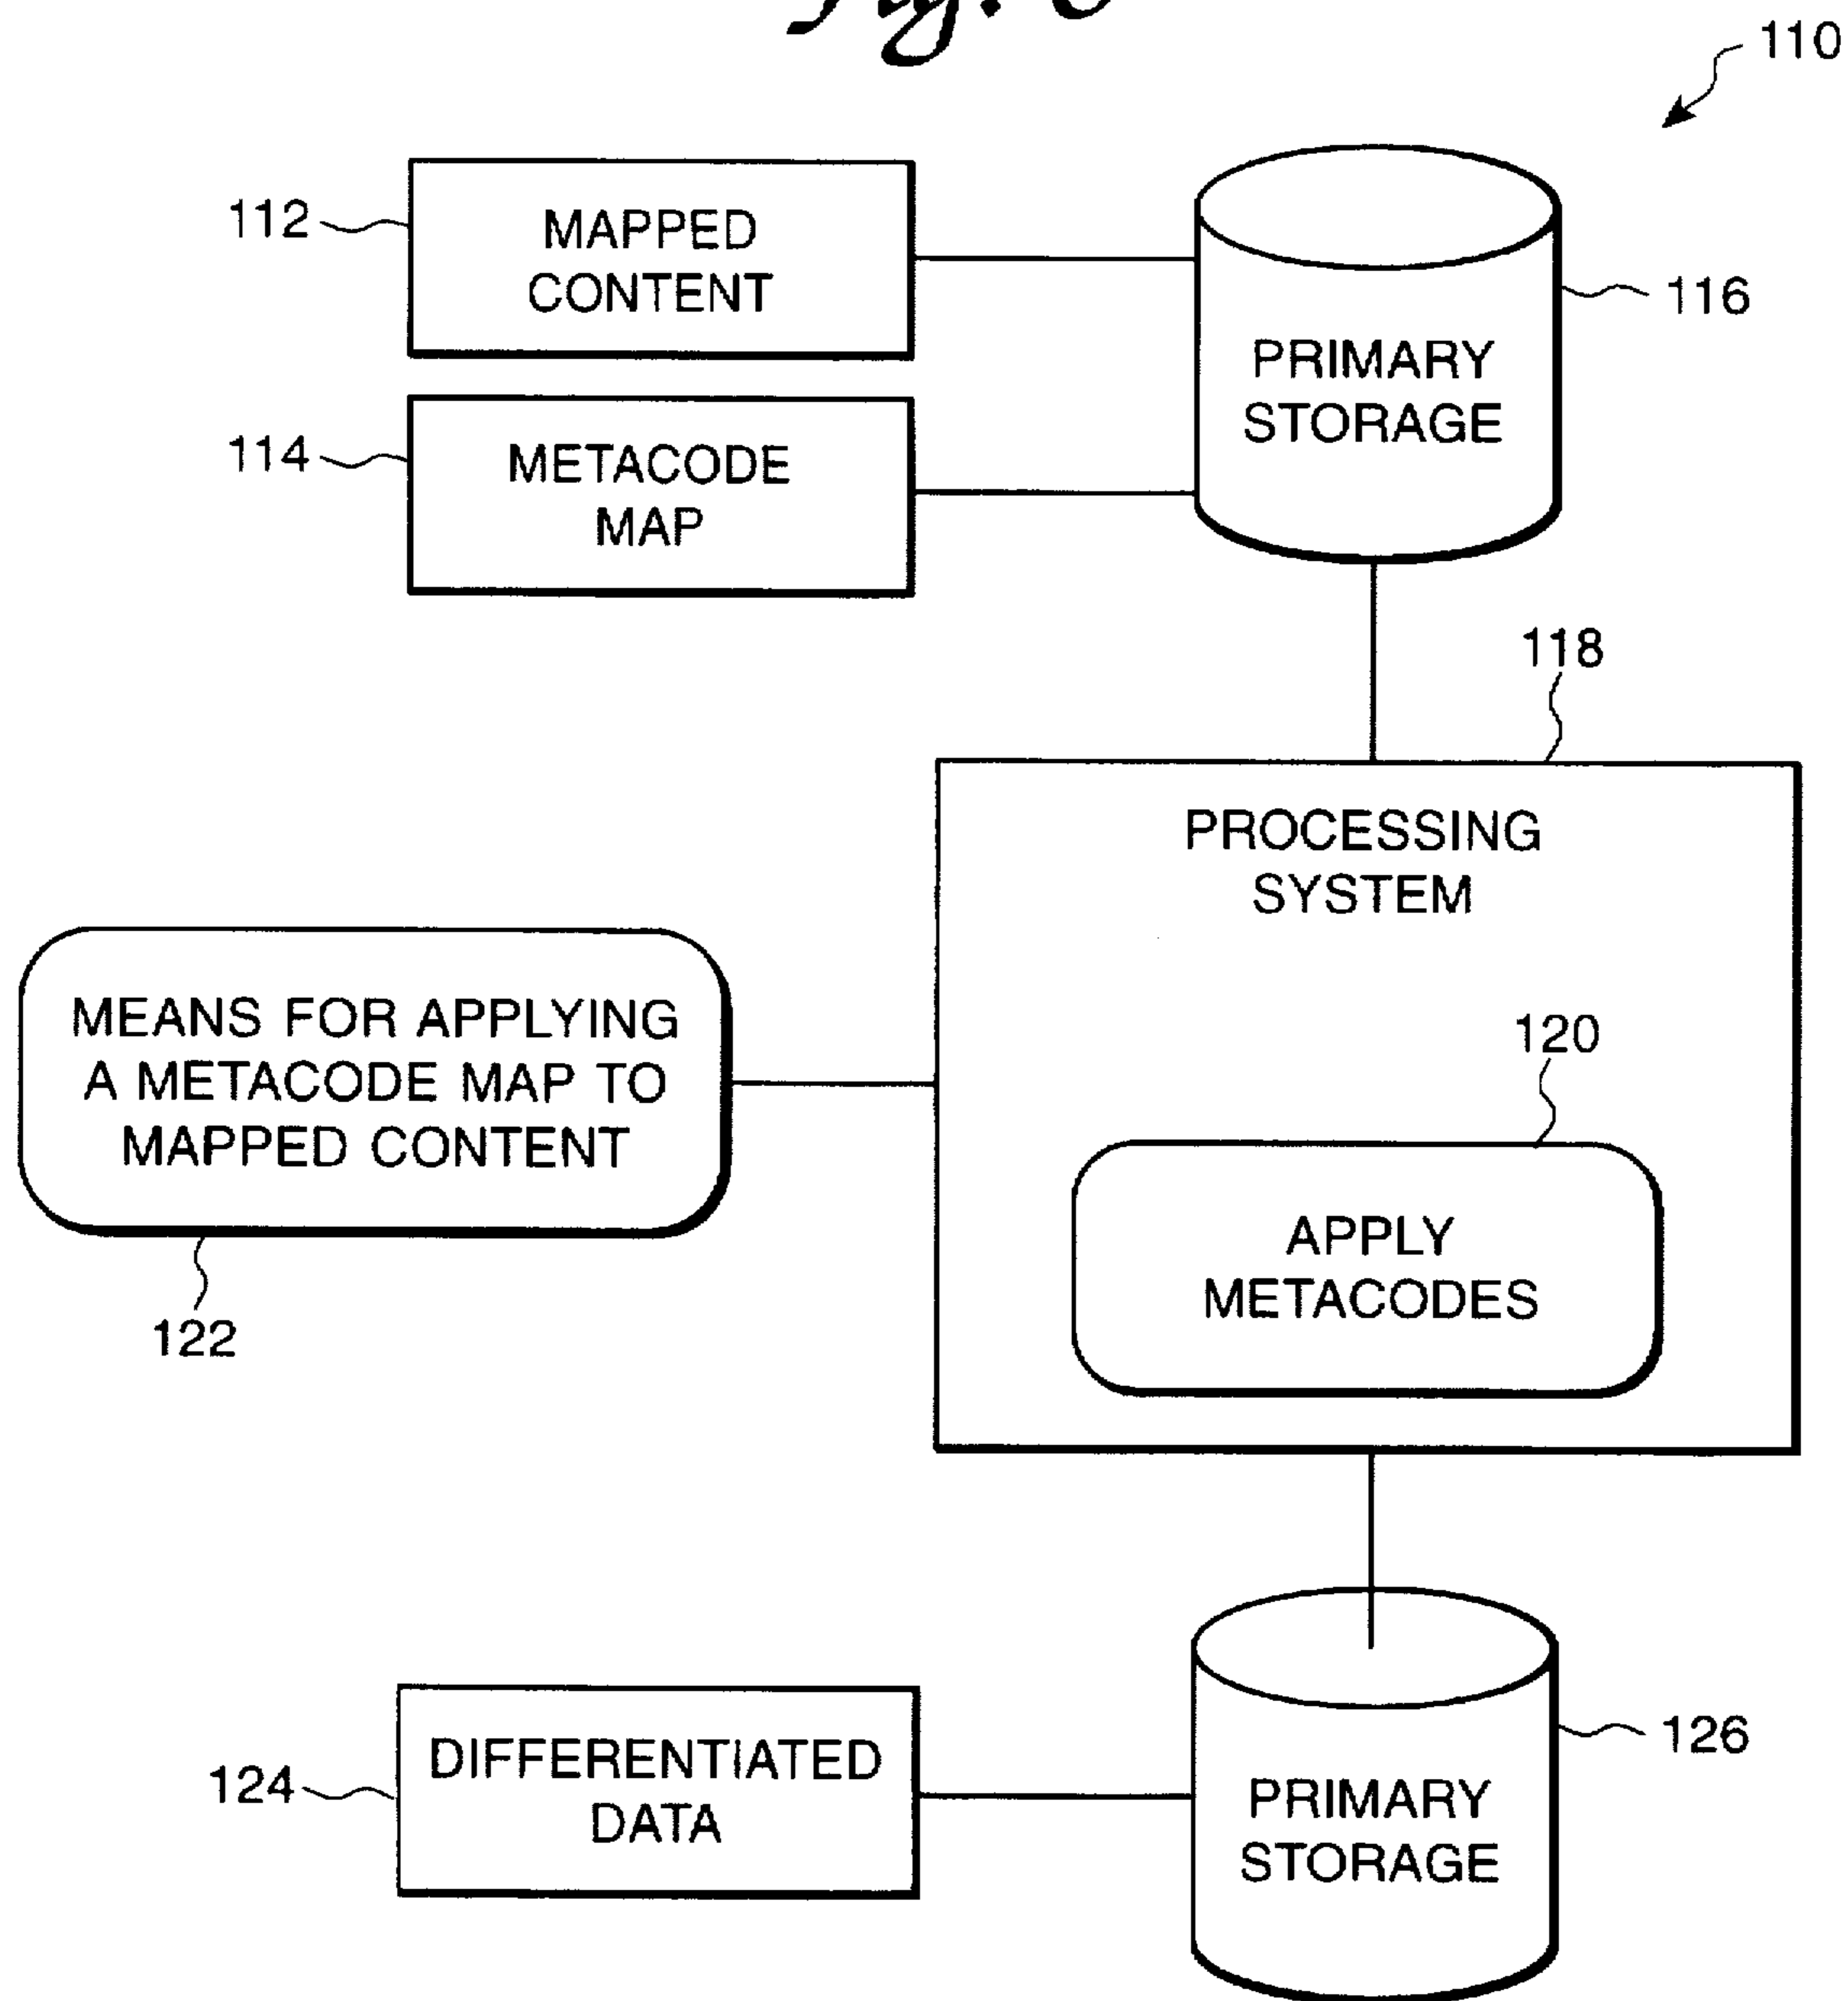 110
112
MAPPED
CONTENT
116
PRIMARY
STORAGE
114
METACODE
MAP
118
PROCESSING
SYSTEM
MEANS FOR APPLYING
A METACODE MAP TO
MAPPED CONTENT
120
APPLY
METACODES
122
124
DIFFERENTIATED
DATA
126
PRIMARY
STORAGE